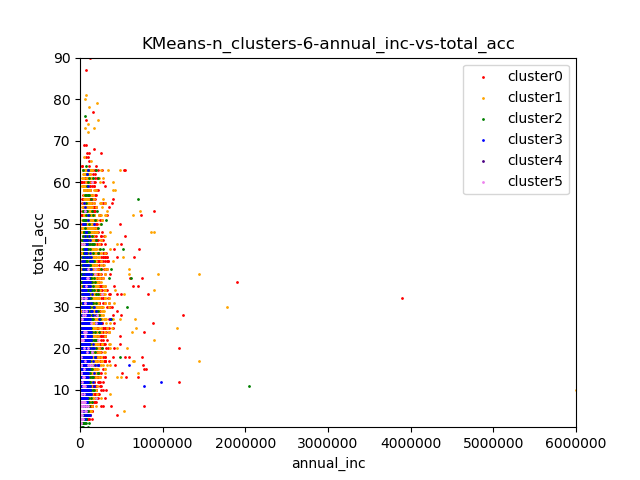 KMeans-n_clusters-6-annual_inc-vs-total_acc
90
80
70
60
50
40
30
20
10
total_acc
cluster0
cluster1
cluster2
cluster3
cluster4
cluster5
0 1000000 2000000 3000000 4000000 5000000 6000000
annual_inc